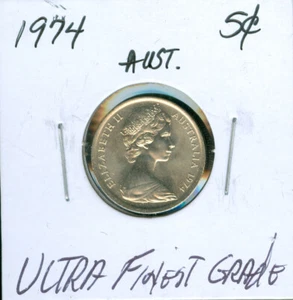 1974 5¢
AUST.
ELIZABETH II AUSTRALIA 1974
ULTRA FINEST GRADE